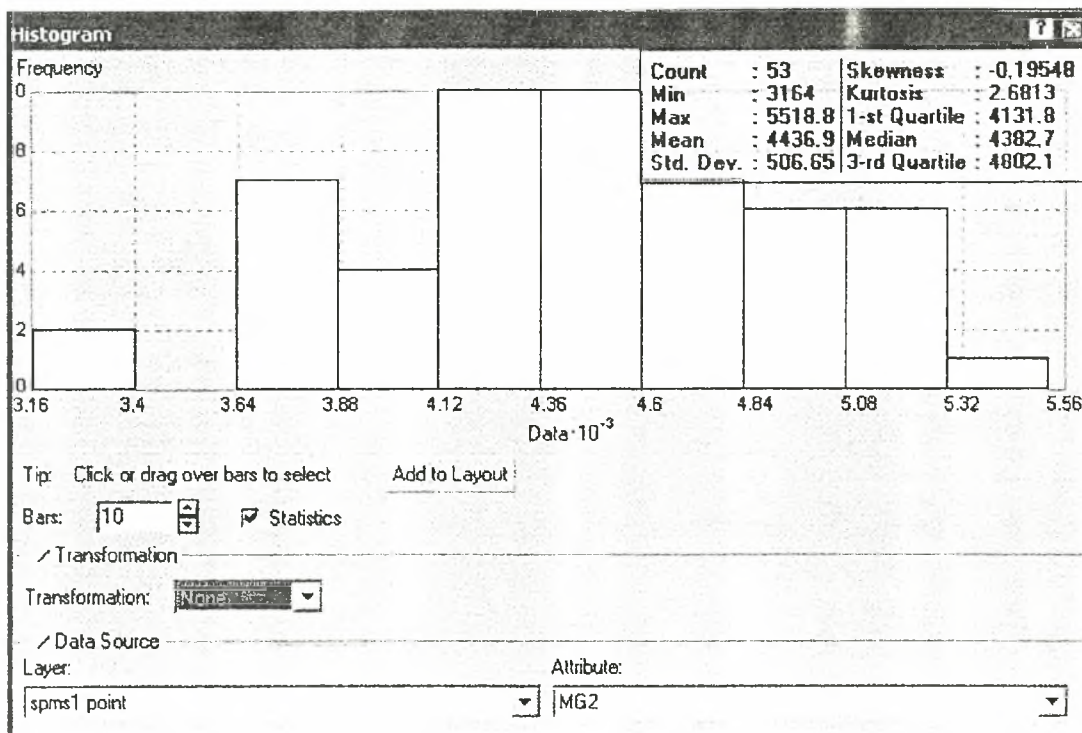 Histogram
Frequency
Count : 53 Skewness : -0.19548
Min : 3164 Kurtosis : 2.6813
Max : 5518.8 1-st Quartile : 4131.8
Mean : 4436.9 Median : 4382.7
Std. Dev. : 506.65 3-rd Quartile : 4802.1
0
8
6
4
2
0
3.16 3.4 3.64 3.88 4.12 4.36 4.6 4.84 5.08 5.32 5.56
Data·10⁻³
Tip: Click or drag over bars to select Add to Layout
Bars: 10 Statistics
Transformation
Transformation: None
Data Source
Layer: Attribute:
spms1 point MG2